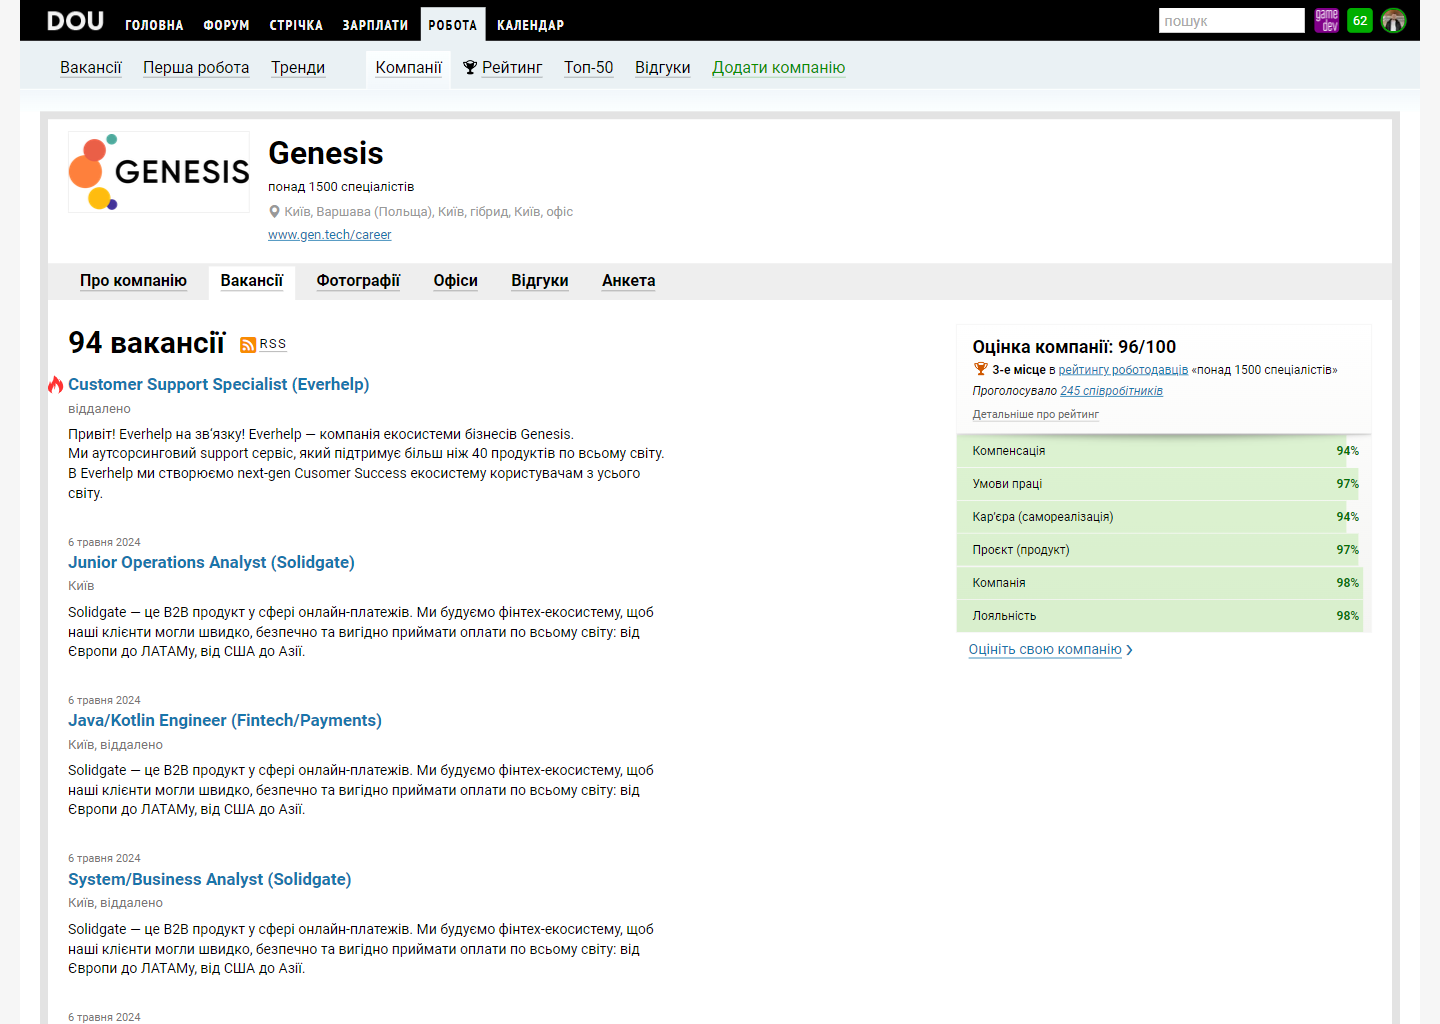 DOU ГОЛОВНА ФОРУМ СТРІЧКА ЗАРПЛАТИ РОБОТА КАЛЕНДАР пошук game dev 62
Вакансії Перша робота Тренди Компанії Рейтинг Топ-50 Відгуки Додати компанію
GENESIS
Genesis
понад 1500 спеціалістів
Київ, Варшава (Польща), Київ, гібрид, Київ, офіс
www.gen.tech/career
Про компанію Вакансії Фотографії Офіси Відгуки Анкета
94 вакансії RSS
Customer Support Specialist (Everhelp)
віддалено
Привіт! Everhelp на зв‘язку! Everhelp — компанія екосистеми бізнесів Genesis.
Ми аутсорсинговий support сервіс, який підтримує більш ніж 40 продуктів по всьому світу.
В Everhelp ми створюємо next-gen Cusomer Success екосистему користувачам з усього
світу.
6 травня 2024
Junior Operations Analyst (Solidgate)
Київ
Solidgate — це B2B продукт у сфері онлайн-платежів. Ми будуємо фінтех-екосистему, щоб
наші клієнти могли швидко, безпечно та вигідно приймати оплати по всьому світу: від
Європи до ЛАТАМу, від США до Азії.
6 травня 2024
Java/Kotlin Engineer (Fintech/Payments)
Київ, віддалено
Solidgate — це B2B продукт у сфері онлайн-платежів. Ми будуємо фінтех-екосистему, щоб
наші клієнти могли швидко, безпечно та вигідно приймати оплати по всьому світу: від
Європи до ЛАТАМу, від США до Азії.
6 травня 2024
System/Business Analyst (Solidgate)
Київ, віддалено
Solidgate — це B2B продукт у сфері онлайн-платежів. Ми будуємо фінтех-екосистему, щоб
наші клієнти могли швидко, безпечно та вигідно приймати оплати по всьому світу: від
Європи до ЛАТАМу, від США до Азії.
6 травня 2024
Оцінка компанії: 96/100
3-е місце в рейтингу роботодавців «понад 1500 спеціалістів»
Проголосувало 245 співробітників
Детальніше про рейтинг
Компенсація 94%
Умови праці 97%
Кар'єра (самореалізація) 94%
Проєкт (продукт) 97%
Компанія 98%
Лояльність 98%
Оцініть свою компанію ›